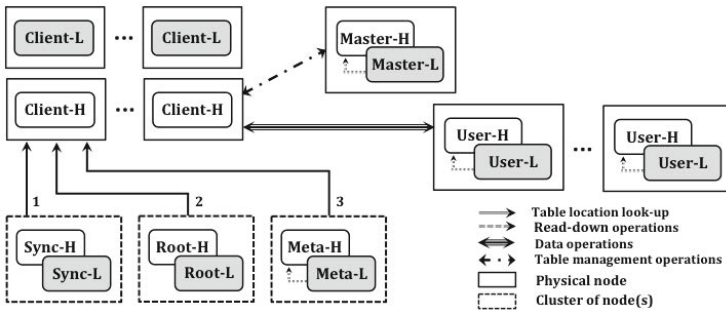 Client-L ... Client-L
Master-H
Master-L
Client-H ... Client-H
User-H ... User-H
User-L User-L
1 2 3
Sync-H Root-H Meta-H
Sync-L Root-L Meta-L
Table location look-up
Read-down operations
Data operations
Table management operations
Physical node
Cluster of node(s)